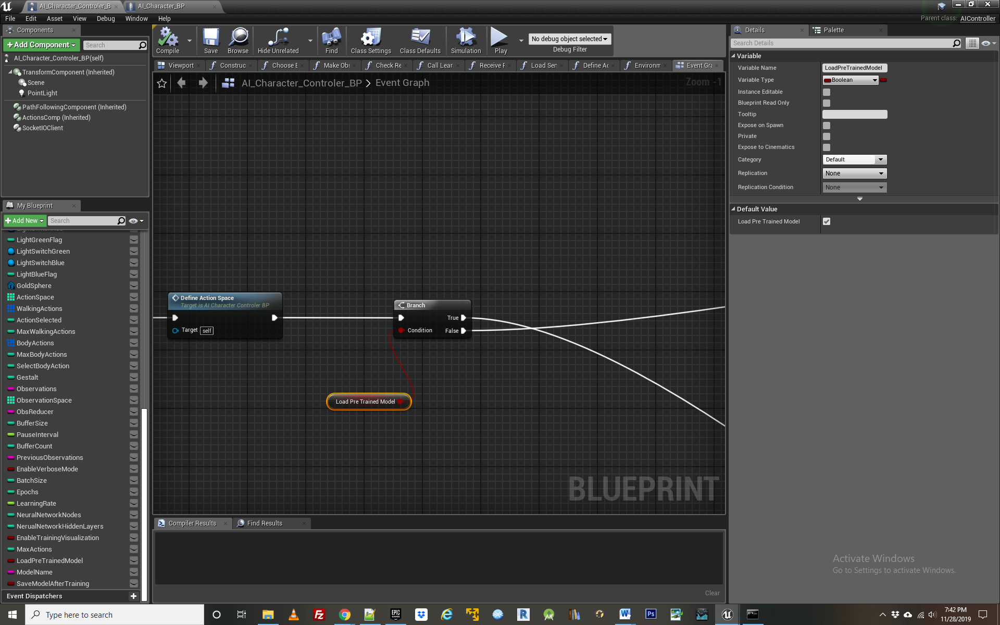 AI_Character_Controler_B
AI_Character_BP
File Edit Asset View Debug Window Help
Parent class: AIController
Components
+Add Component
Search
AI_Character_Controler_BP(self)
TransformComponent (Inherited)
Scene
PointLight
PathFollowingComponent (Inherited)
ActionsComp (Inherited)
SocketIOClient
My Blueprint
+Add New
Search
LightGreenFlag
LightSwitchGreen
LightSwitchBlue
LightBlueFlag
GoldSphere
ActionSpace
WalkingActions
ActionSelected
MaxWalkingActions
BodyActions
MaxBodyActions
SelectBodyAction
Gestalt
Observations
ObservationSpace
ObsReducer
BufferSize
PauseInterval
BufferCount
PreviousObservations
EnableVerboseMode
BatchSize
Epochs
LearningRate
NeuralNetworkNodes
NerualNetworkHiddenLayers
EnableTrainingVisualization
MaxActions
LoadPreTrainedModel
ModelName
SaveModelAfterTraining
Event Dispatchers
Compile Save Browse Hide Unrelated Find Class Settings Class Defaults Simulation Play
No debug object selected
Debug Filter
Viewport Construc Choose E Make Obs Check Re Call Lear Receive F Load Ser Define Ac Environm Event Gra
AI_Character_Controler_BP > Event Graph
Zoom -1
Define Action Space
Target is AI Character Controler BP
Target self
Branch
True
Condition False
Load Pre Trained Model
BLUEPRINT
Compiler Results
Find Results
Clear
Details
Palette
Search Details
Variable
Variable Name LoadPreTrainedModel
Variable Type Boolean
Instance Editable
Blueprint Read Only
Tooltip
Expose on Spawn
Private
Expose to Cinematics
Category Default
Replication None
Replication Condition None
Default Value
Load Pre Trained Model
Activate Windows
Go to Settings to activate Windows.
Type here to search
EPIC GAMES
7:42 PM
11/28/2019